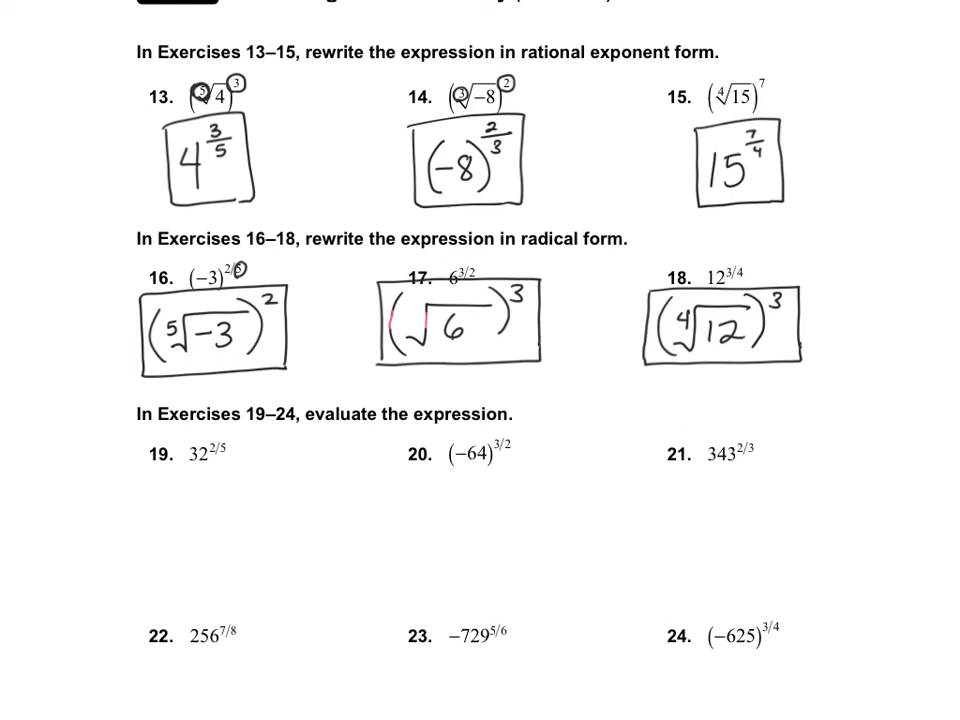 In Exercises 13–15, rewrite the expression in rational exponent form.
13. (⁵√4)³ 14. (³√−8)² 15. (⁴√15)⁷
4^(3/5) (−8)^(2/3) 15^(7/4)
In Exercises 16–18, rewrite the expression in radical form.
16. (−3)^(2/5) 17. 6^(3/2) 18. 12^(3/4)
(⁵√−3)² (√6)³ (⁴√12)³
In Exercises 19–24, evaluate the expression.
19. 32^(2/5) 20. (−64)^(3/2) 21. 343^(2/3)
22. 256^(7/8) 23. −729^(5/6) 24. (−625)^(3/4)